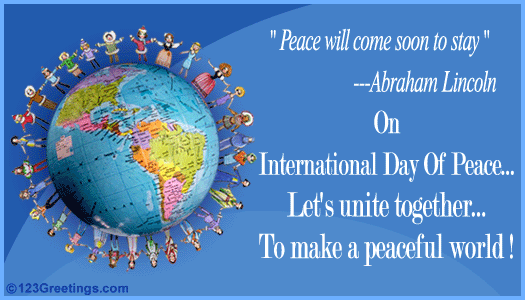 " Peace will come soon to stay "
---Abraham Lincoln
On
International Day Of Peace...
Let's unite together...
To make a peaceful world !
©123Greetings.com